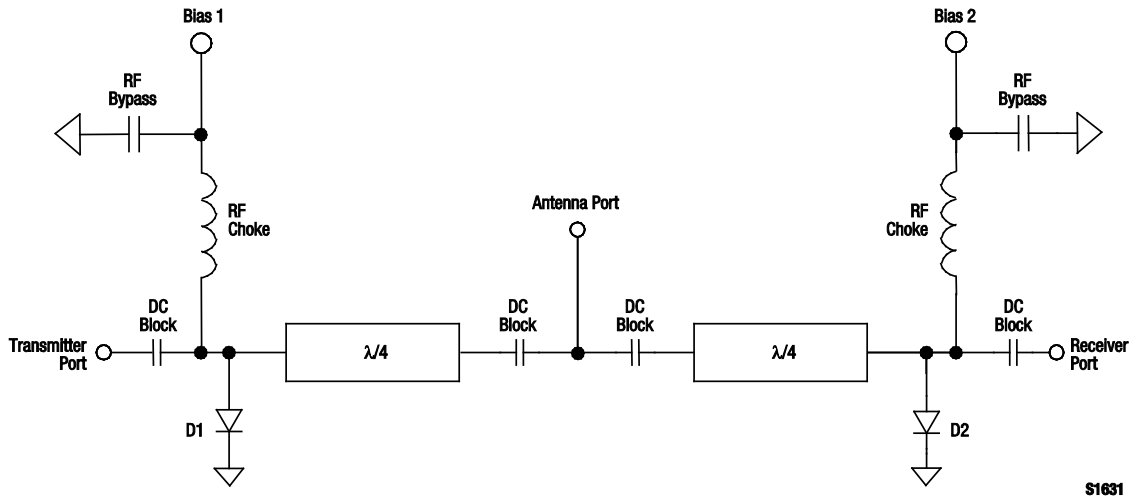 Bias 1
Bias 2
RF
Bypass
RF
Bypass
RF
Choke
Antenna Port
RF
Choke
DC
Block
DC
Block
DC
Block
DC
Block
Transmitter
Port
λ/4
λ/4
Receiver
Port
D1
D2
S1631